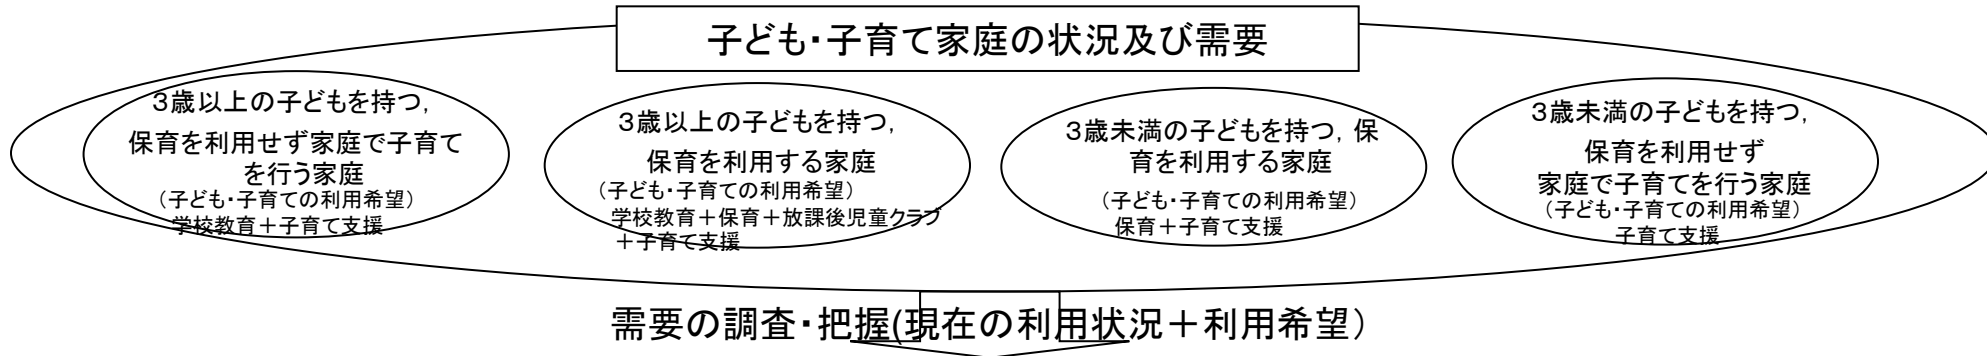 子ども・子育て家庭の状況及び需要
3歳以上の子どもを持つ,
保育を利用せず家庭で子育て
を行う家庭
(子ども・子育ての利用希望)
学校教育+子育て支援
3歳以上の子どもを持つ,
保育を利用する家庭
(子ども・子育ての利用希望)
学校教育+保育+放課後児童クラブ
+子育て支援
3歳未満の子どもを持つ,保
育を利用する家庭
(子ども・子育ての利用希望)
保育+子育て支援
3歳未満の子どもを持つ,
保育を利用せず
家庭で子育てを行う家庭
(子ども・子育ての利用希望)
子育て支援
需要の調査・把握(現在の利用状況+利用希望)